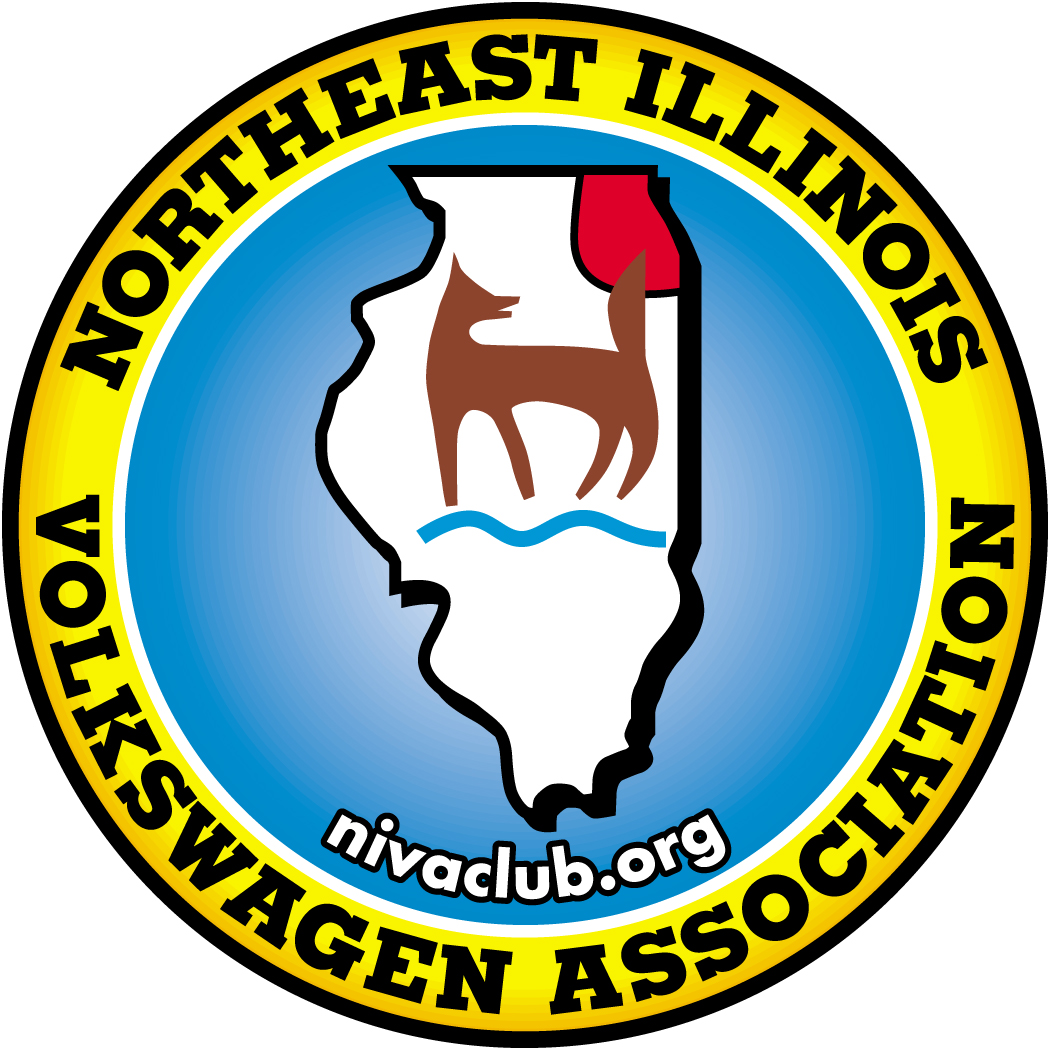 NORTHEAST ILLINOIS
VOLKSWAGEN ASSOCIATION
nivaclub.org